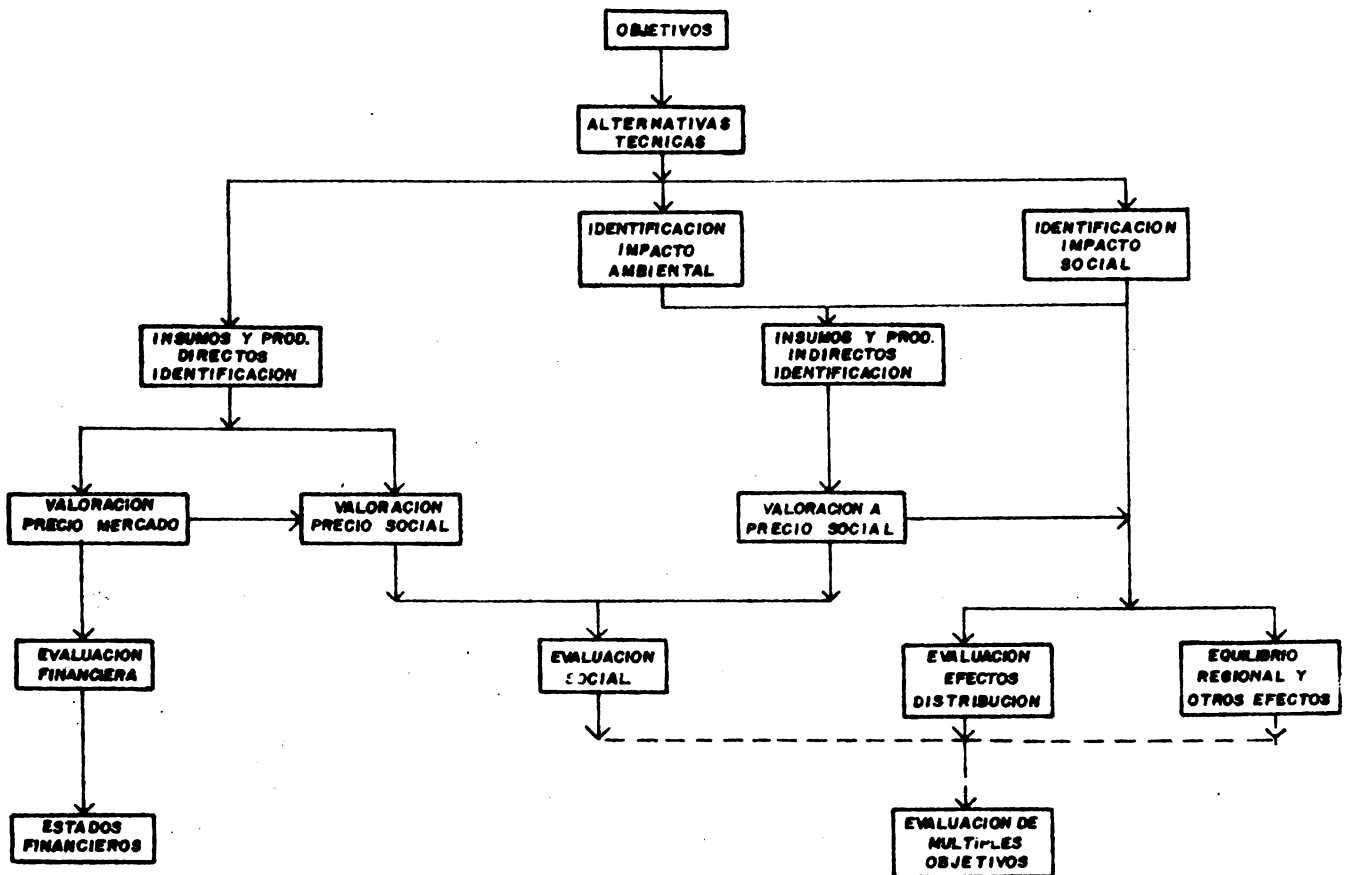 OBJETIVOS
ALTERNATIVAS
TECNICAS
IDENTIFICACION
IMPACTO
AMBIENTAL
IDENTIFICACION
IMPACTO
SOCIAL
INSUMOS Y PROD.
DIRECTOS
IDENTIFICACION
INSUMOS Y PROD.
INDIRECTOS
IDENTIFICACION
VALORACION
PRECIO MERCADO
VALORACION
PRECIO SOCIAL
VALORACION A
PRECIO SOCIAL
EVALUACION
FINANCIERA
EVALUACION
SOCIAL
EVALUACION
EFECTOS
DISTRIBUCION
EQUILIBRIO
REGIONAL Y
OTROS EFECTOS
ESTADOS
FINANCIEROS
EVALUACION DE
MULTIPLES
OBJETIVOS